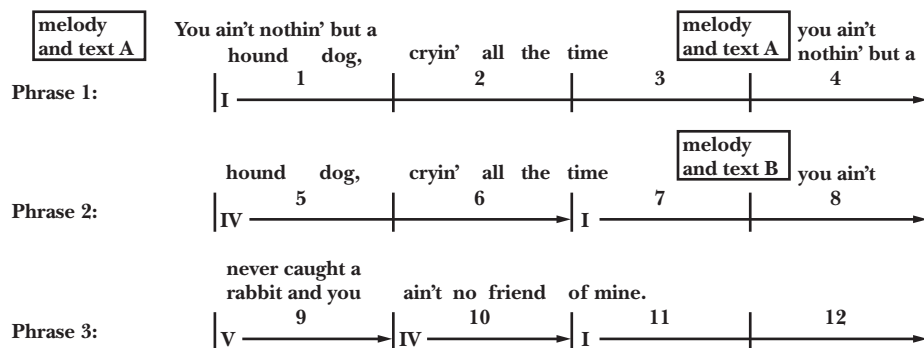 melody
and text A
You ain't nothin' but a
hound dog, cryin' all the time
melody
and text A
you ain't
nothin' but a
1 2 3 4
Phrase 1:
I
hound dog, cryin' all the time
melody
and text B
you ain't
5 6 7 8
Phrase 2:
IV I
never caught a
rabbit and you ain't no friend of mine.
9 10 11 12
Phrase 3:
V IV I